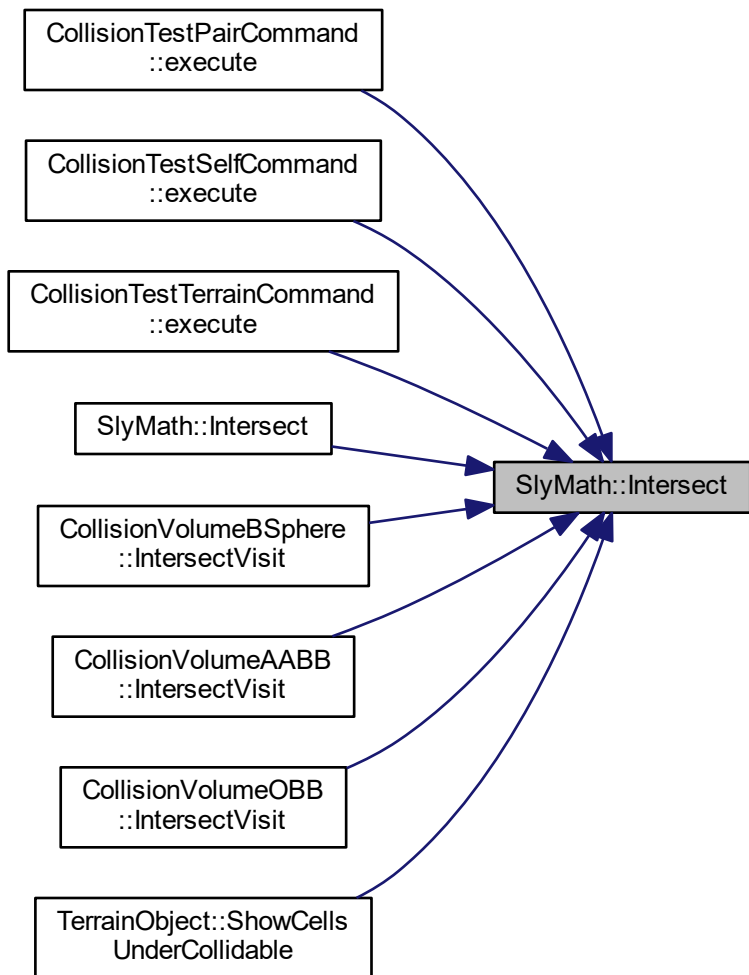 CollisionTestPairCommand
::execute
CollisionTestSelfCommand
::execute
CollisionTestTerrainCommand
::execute
SlyMath::Intersect
SlyMath::Intersect
CollisionVolumeBSphere
::IntersectVisit
CollisionVolumeAABB
::IntersectVisit
CollisionVolumeOBB
::IntersectVisit
TerrainObject::ShowCells
UnderCollidable